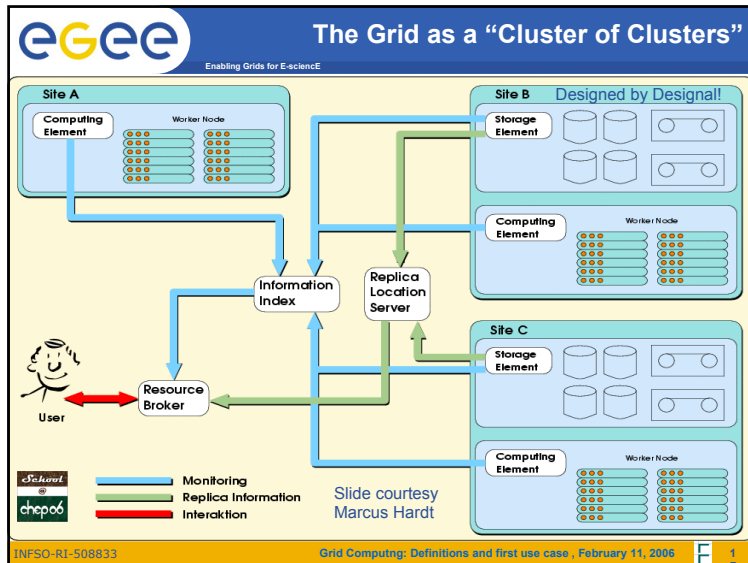 egee
The Grid as a “Cluster of Clusters”
Enabling Grids for E-sciencE
Site A
Computing
Element
Worker Node
Site B
Designed by Designal!
Storage
Element
Computing
Element
Worker Node
Information
Index
Replica
Location
Server
Site C
Storage
Element
Computing
Element
Worker Node
User
Resource
Broker
School
@
chep06
Monitoring
Replica Information
Interaktion
Slide courtesy
Marcus Hardt
INFSO-RI-508833
Grid Computng: Definitions and first use case , February 11, 2006
1